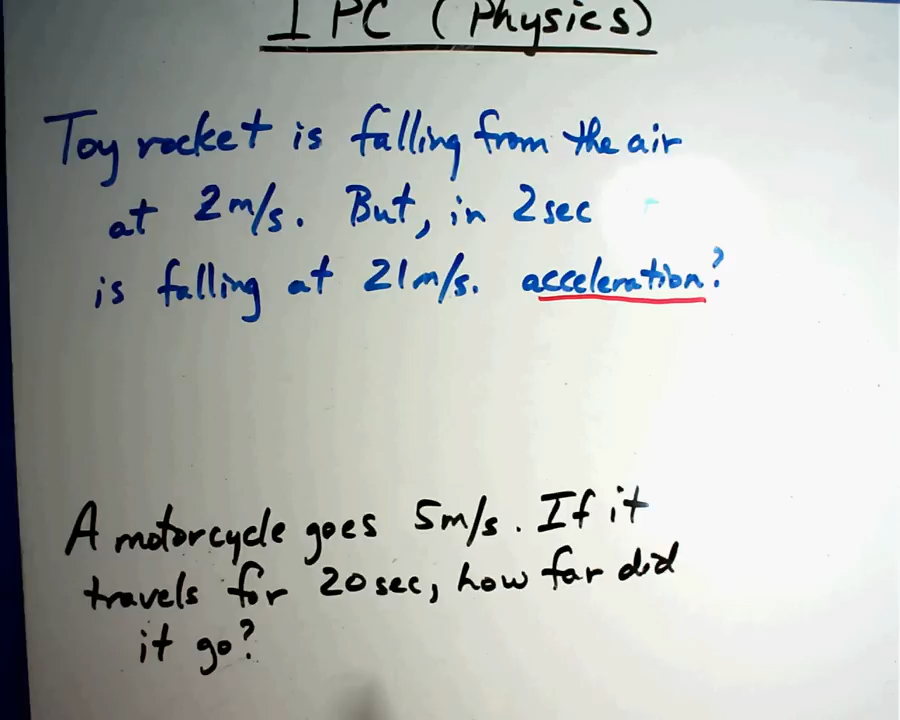 IPC (Physics)
Toy rocket is falling from the air
at 2m/s. But, in 2sec
is falling at 21m/s. acceleration?
A motorcycle goes 5m/s. If it
travels for 20sec, how far did
it go?